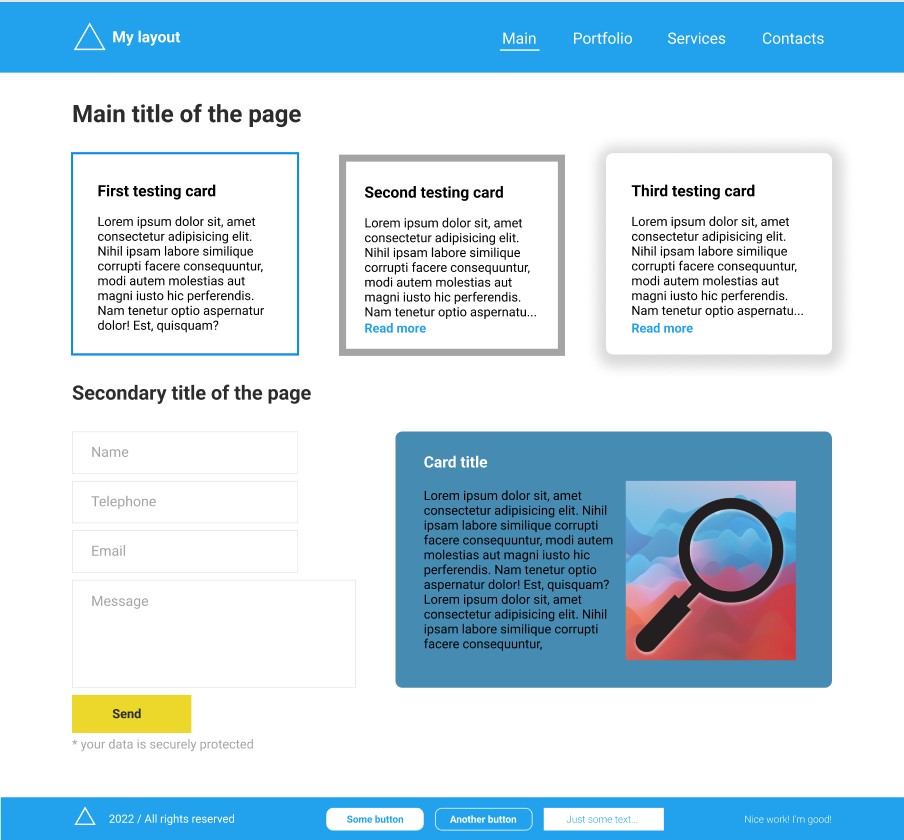 My layout
Main Portfolio Services Contacts
Main title of the page
First testing card
Lorem ipsum dolor sit, amet
consectetur adipisicing elit.
Nihil ipsam labore similique
corrupti facere consequuntur,
modi autem molestias aut
magni iusto hic perferendis.
Nam tenetur optio aspernatur
dolor! Est, quisquam?
Second testing card
Lorem ipsum dolor sit, amet
consectetur adipisicing elit.
Nihil ipsam labore similique
corrupti facere consequuntur,
modi autem molestias aut
magni iusto hic perferendis.
Nam tenetur optio aspernatu...
Read more
Third testing card
Lorem ipsum dolor sit, amet
consectetur adipisicing elit.
Nihil ipsam labore similique
corrupti facere consequuntur,
modi autem molestias aut
magni iusto hic perferendis.
Nam tenetur optio aspernatu...
Read more
Secondary title of the page
Name
Telephone
Email
Message
Send
* your data is securely protected
Card title
Lorem ipsum dolor sit, amet
consectetur adipisicing elit. Nihil
ipsam labore similique corrupti
facere consequuntur, modi autem
molestias aut magni iusto hic
perferendis. Nam tenetur optio
aspernatur dolor! Est, quisquam?
Lorem ipsum dolor sit, amet
consectetur adipisicing elit. Nihil
ipsam labore similique corrupti
facere consequuntur,
2022 / All rights reserved
Some button
Another button
Just some text...
Nice work! I'm good!